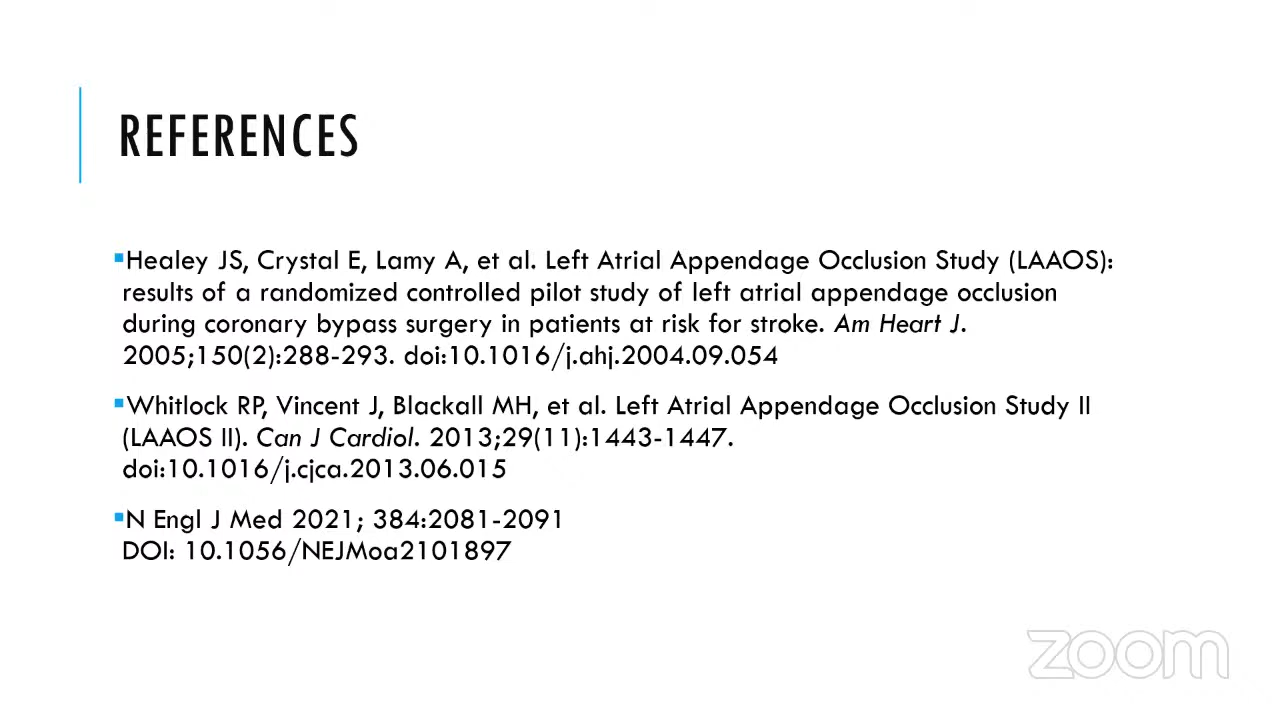 REFERENCES
▪Healey JS, Crystal E, Lamy A, et al. Left Atrial Appendage Occlusion Study (LAAOS):
results of a randomized controlled pilot study of left atrial appendage occlusion
during coronary bypass surgery in patients at risk for stroke. Am Heart J.
2005;150(2):288-293. doi:10.1016/j.ahj.2004.09.054
▪Whitlock RP, Vincent J, Blackall MH, et al. Left Atrial Appendage Occlusion Study II
(LAAOS II). Can J Cardiol. 2013;29(11):1443-1447.
doi:10.1016/j.cjca.2013.06.015
▪N Engl J Med 2021; 384:2081-2091
DOI: 10.1056/NEJMoa2101897
zoom